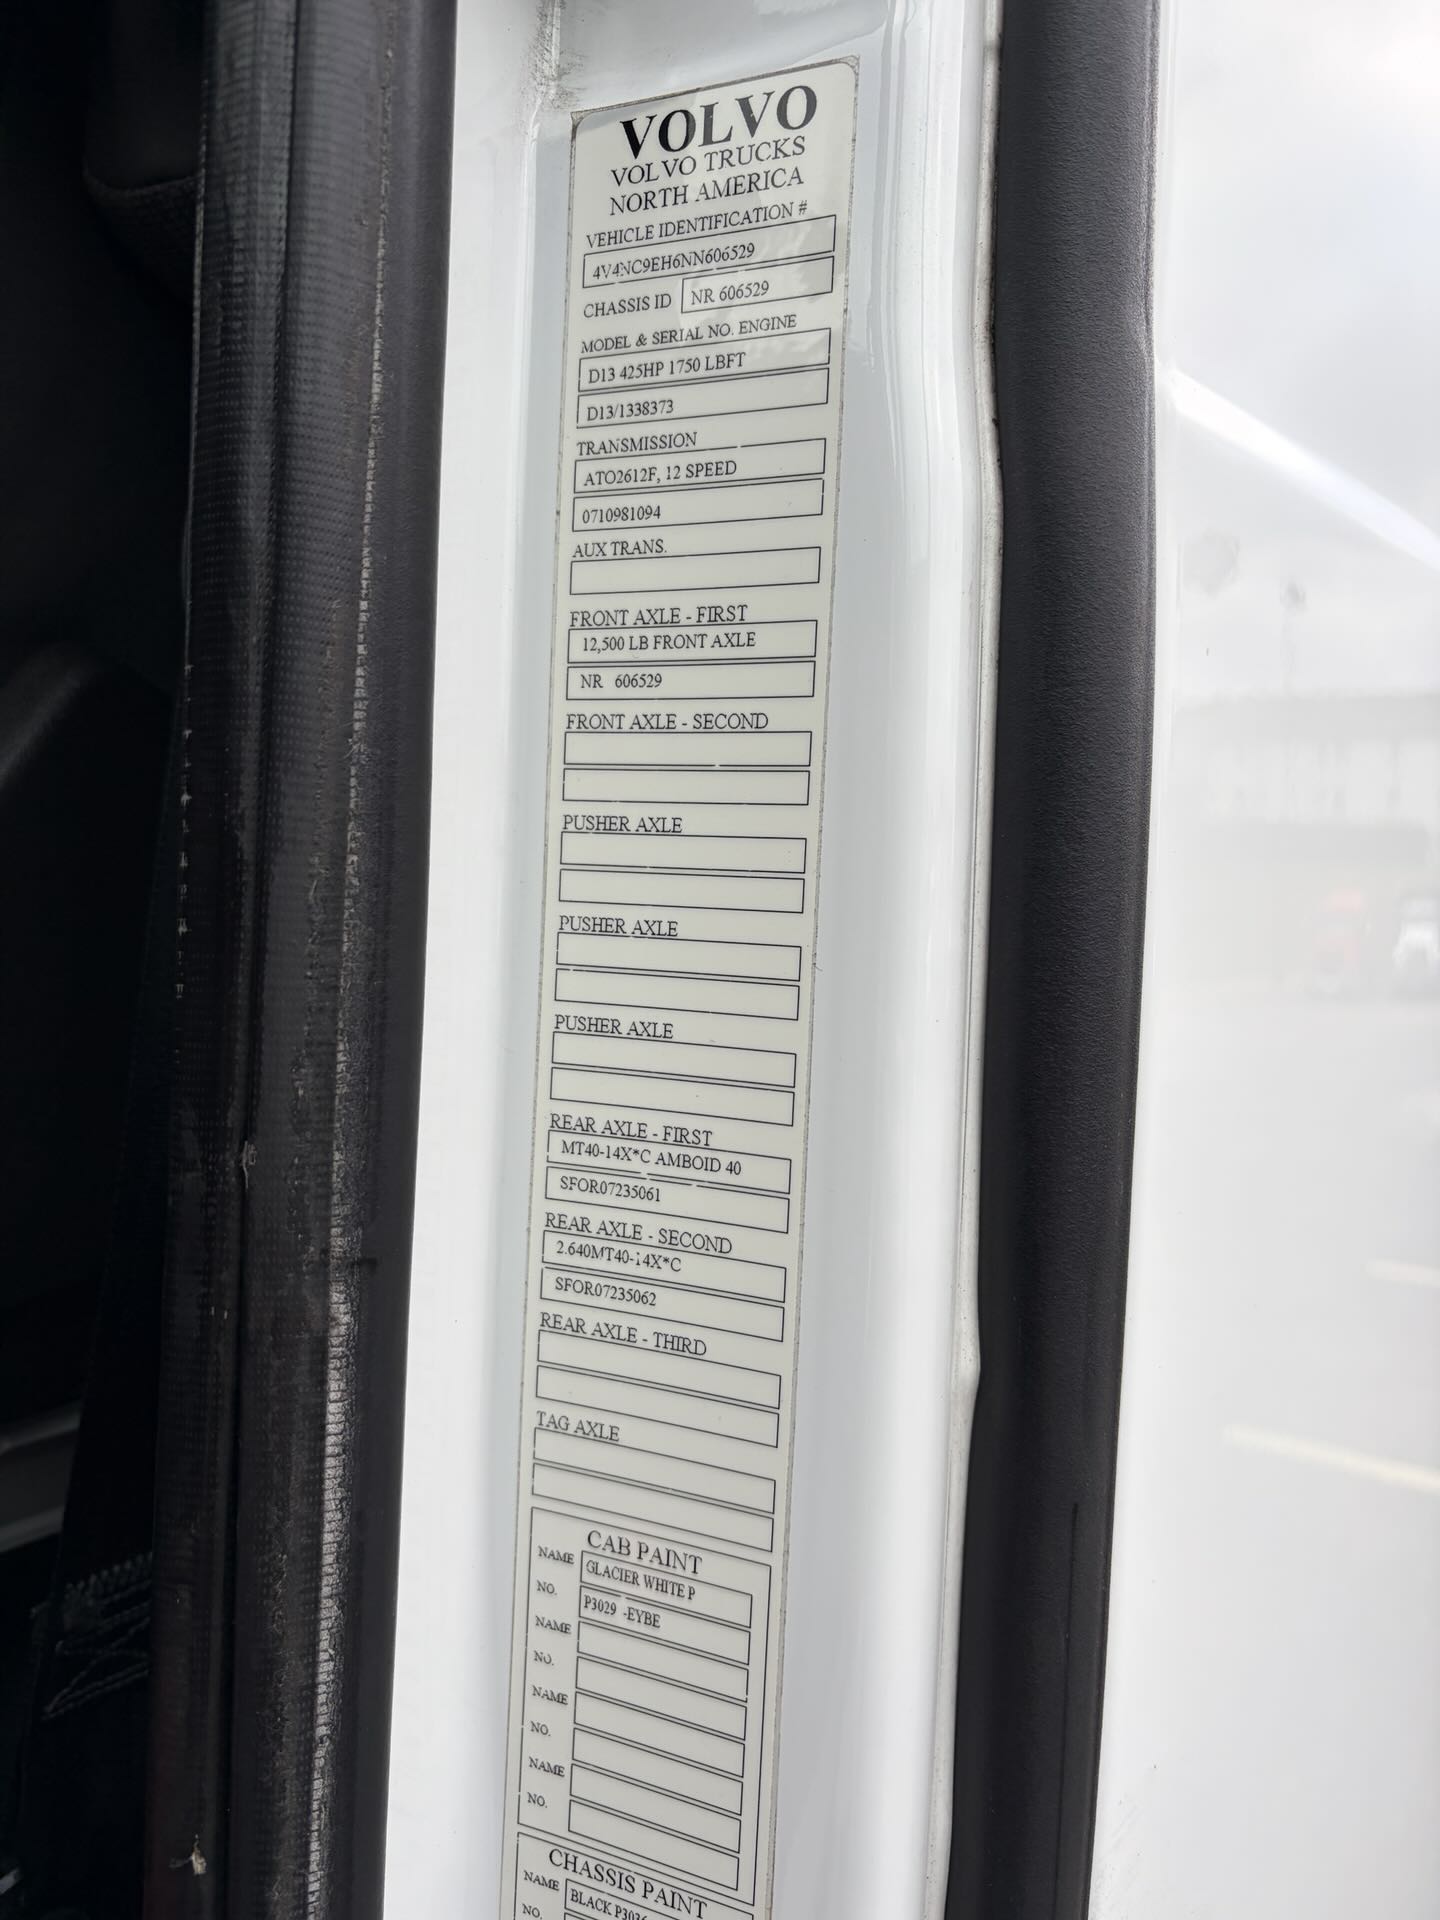 VOLVO
VOLVO TRUCKS
NORTH AMERICA
VEHICLE IDENTIFICATION #
4V4NC9EH6NN606529
CHASSIS ID NR 606529
MODEL & SERIAL NO. ENGINE
D13 425HP 1750 LBFT
D13/1338373
TRANSMISSION
ATO2612F, 12 SPEED
0710981094
AUX TRANS.
FRONT AXLE - FIRST
12,500 LB FRONT AXLE
NR 606529
FRONT AXLE - SECOND
PUSHER AXLE
PUSHER AXLE
PUSHER AXLE
REAR AXLE - FIRST
MT40-14X*C AMBOID 40
SFOR07235061
REAR AXLE - SECOND
2.640MT40-14X*C
SFOR07235062
REAR AXLE - THIRD
TAG AXLE
CAB PAINT
NAME GLACIER WHITE P
NO. P3029 -EYBE
NAME
NO.
NAME
NO.
NAME
NO.
CHASSIS PAINT
NAME BLACK P3036
NO.